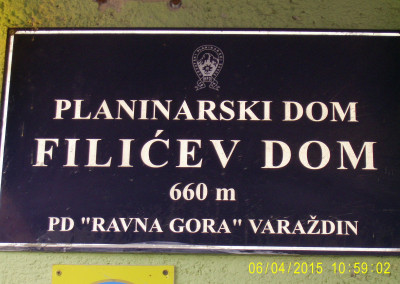 PLANINARSKI DOM
FILIĆEV DOM
660 m
PD "RAVNA GORA" VARAŽDIN
06/04/2015 10:59:02